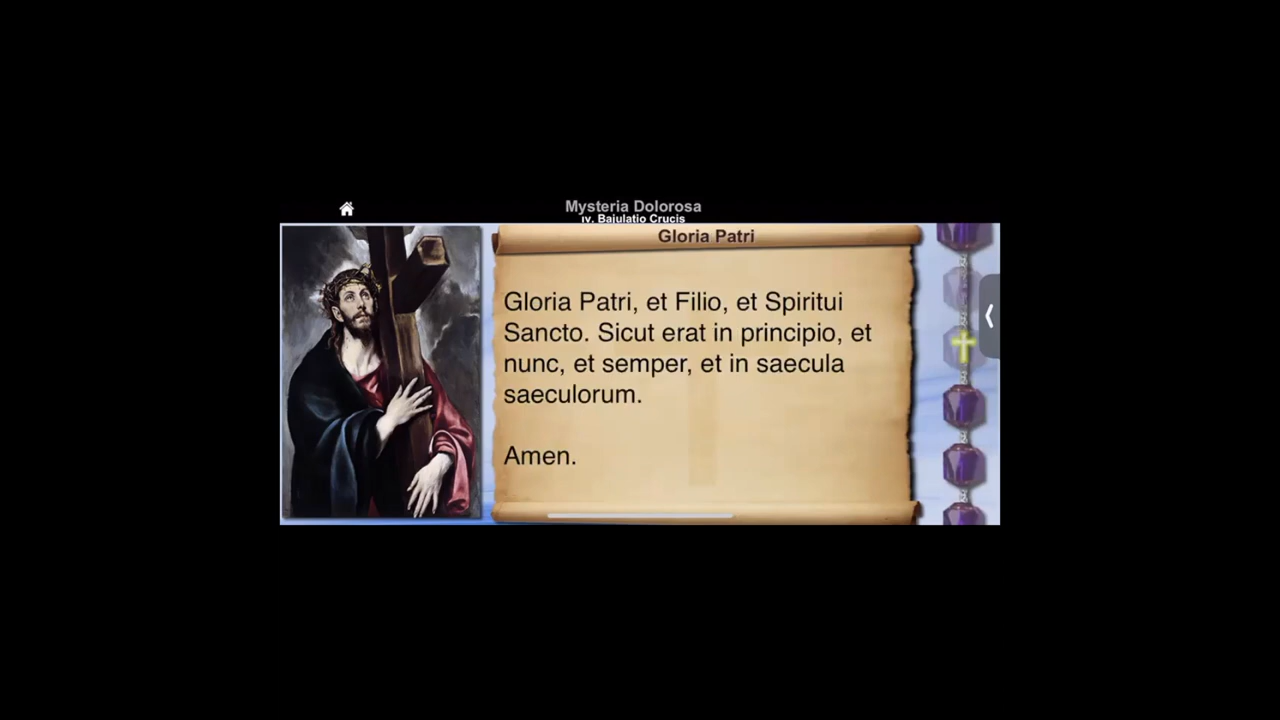 Mysteria Dolorosa
iv. Bajulatio Crucis
Gloria Patri
Gloria Patri, et Filio, et Spiritui
Sancto. Sicut erat in principio, et
nunc, et semper, et in saecula
saeculorum.
Amen.